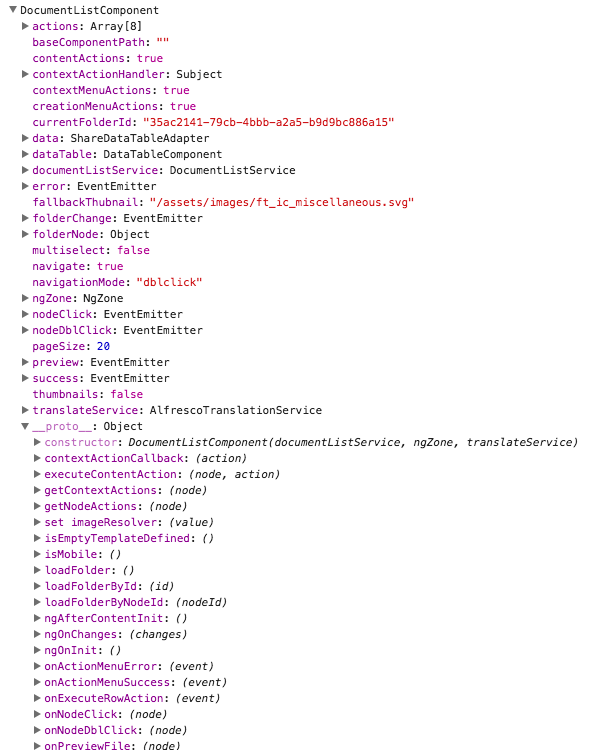 DocumentListComponent
actions: Array[8]
baseComponentPath: ""
contentActions: true
contextActionHandler: Subject
contextMenuActions: true
creationMenuActions: true
currentFolderId: "35ac2141-79cb-4bbb-a2a5-b9d9bc886a15"
data: ShareDataTableAdapter
dataTable: DataTableComponent
documentListService: DocumentListService
error: EventEmitter
fallbackThubnail: "/assets/images/ft_ic_miscellaneous.svg"
folderChange: EventEmitter
folderNode: Object
multiselect: false
navigate: true
navigationMode: "dblclick"
ngZone: NgZone
nodeClick: EventEmitter
nodeDblClick: EventEmitter
pageSize: 20
preview: EventEmitter
success: EventEmitter
thumbnails: false
translateService: AlfrescoTranslationService
__proto__: Object
constructor: DocumentListComponent(documentListService, ngZone, translateService)
contextActionCallback: (action)
executeContentAction: (node, action)
getContextActions: (node)
getNodeActions: (node)
set imageResolver: (value)
isEmptyTemplateDefined: ()
isMobile: ()
loadFolder: ()
loadFolderById: (id)
loadFolderByNodeId: (nodeId)
ngAfterContentInit: ()
ngOnChanges: (changes)
ngOnInit: ()
onActionMenuError: (event)
onActionMenuSuccess: (event)
onExecuteRowAction: (event)
onNodeClick: (node)
onNodeDblClick: (node)
onPreviewFile: (node)